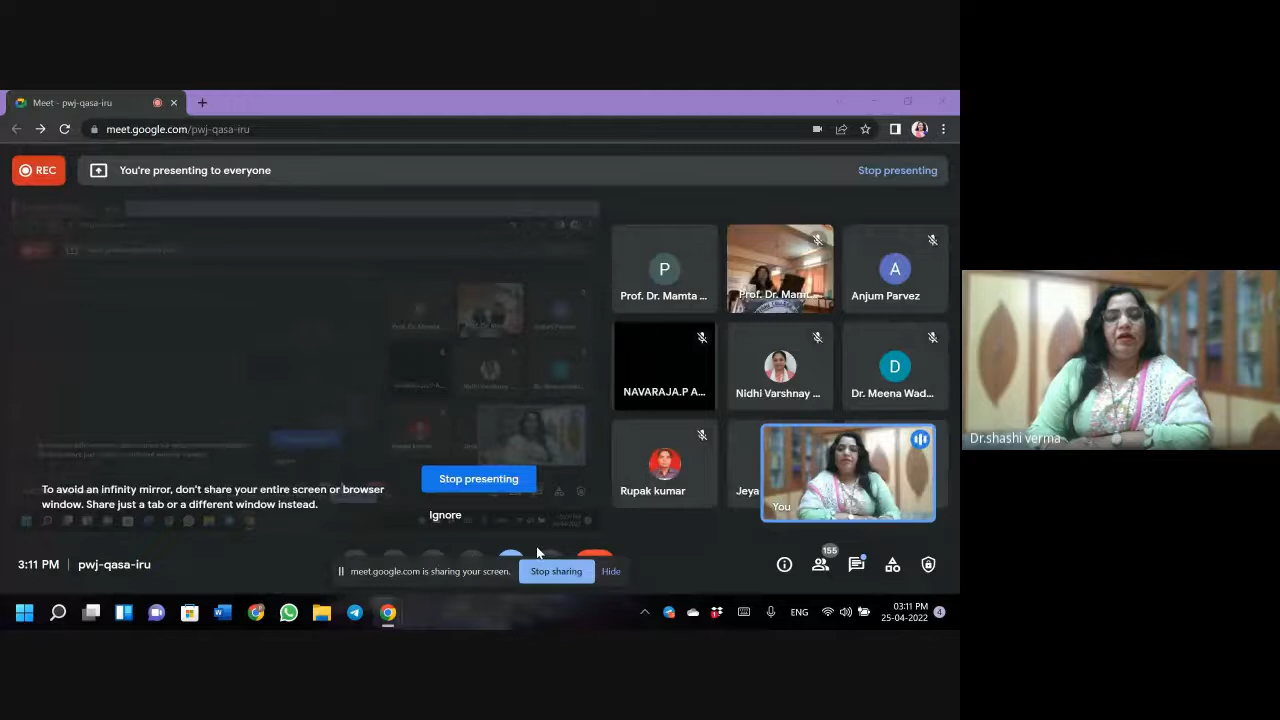 Meet - pwj-qasa-iru
meet.google.com/pwj-qasa-iru
REC
You're presenting to everyone
Stop presenting
P
Prof. Dr. Mamta ...
Prof. Dr. Mamt...
A
Anjum Parvez
NAVARAJA.P A...
Nidhi Varshnay ...
D
Dr. Meena Wad...
Rupak kumar
Jeya
You
Dr.shashi verma
To avoid an infinity mirror, don't share your entire screen or browser
window. Share just a tab or a different window instead.
Stop presenting
Ignore
3:11 PM | pwj-qasa-iru
meet.google.com is sharing your screen.
Stop sharing
Hide
155
ENG
03:11 PM
25-04-2022
4